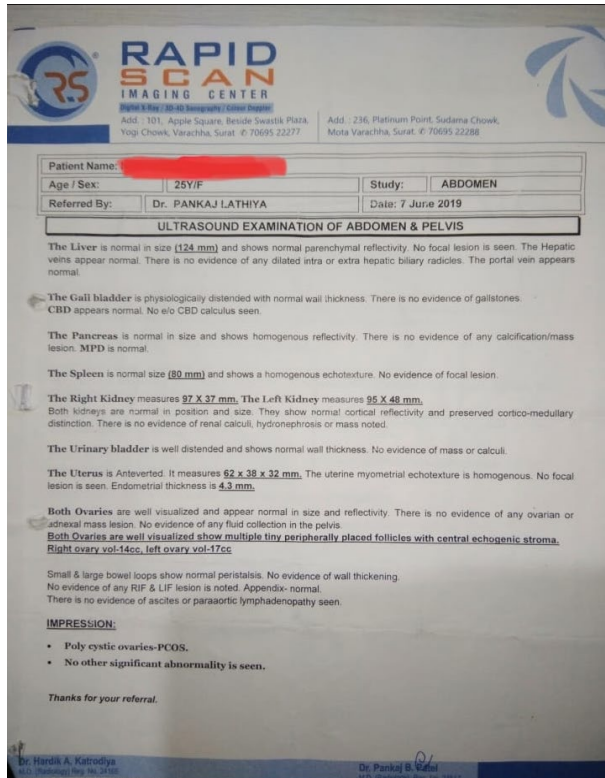 RS
RAPID
SCAN
IMAGING CENTER
Digital X-Ray / 3D-4D Sonography / Colour Doppler
Add. : 101, Apple Square, Beside Swastik Plaza,
Yogi Chowk, Varachha, Surat. ✆ 70695 22277
Add. : 236, Platinum Point, Sudama Chowk,
Mota Varachha, Surat. ✆ 70695 22288
Patient Name:
Age / Sex: 25Y/F Study: ABDOMEN
Referred By: Dr. PANKAJ LATHIYA Date: 7 June 2019
ULTRASOUND EXAMINATION OF ABDOMEN & PELVIS
The Liver is normal in size (124 mm) and shows normal parenchymal reflectivity. No focal lesion is seen. The Hepatic
veins appear normal. There is no evidence of any dilated intra or extra hepatic biliary radicles. The portal vein appears
normal.
The Gall bladder is physiologically distended with normal wall thickness. There is no evidence of gallstones.
CBD appears normal. No e/o CBD calculus seen.
The Pancreas is normal in size and shows homogenous reflectivity. There is no evidence of any calcification/mass
lesion. MPD is normal.
The Spleen is normal size (80 mm) and shows a homogenous echotexture. No evidence of focal lesion.
The Right Kidney measures 97 X 37 mm, The Left Kidney measures 95 X 48 mm.
Both kidneys are normal in position and size. They show normal cortical reflectivity and preserved cortico-medullary
distinction. There is no evidence of renal calculi, hydronephrosis or mass noted.
The Urinary bladder is well distended and shows normal wall thickness. No evidence of mass or calculi.
The Uterus is Anteverted. It measures 62 x 38 x 32 mm. The uterine myometrial echotexture is homogenous. No focal
lesion is seen. Endometrial thickness is 4.3 mm.
Both Ovaries are well visualized and appear normal in size and reflectivity. There is no evidence of any ovarian or
adnexal mass lesion. No evidence of any fluid collection in the pelvis.
Both Ovaries are well visualized show multiple tiny peripherally placed follicles with central echogenic stroma.
Right ovary vol-14cc, left ovary vol-17cc
Small & large bowel loops show normal peristalsis. No evidence of wall thickening.
No evidence of any RIF & LIF lesion is noted. Appendix- normal.
There is no evidence of ascites or paraaortic lymphadenopathy seen.
IMPRESSION:
• Poly cystic ovaries-PCOS.
• No other significant abnormality is seen.
Thanks for your referral.
Dr. Hardik A. Katrodiya
(Radiology) Reg. No.
Dr. Pankaj B. Patel